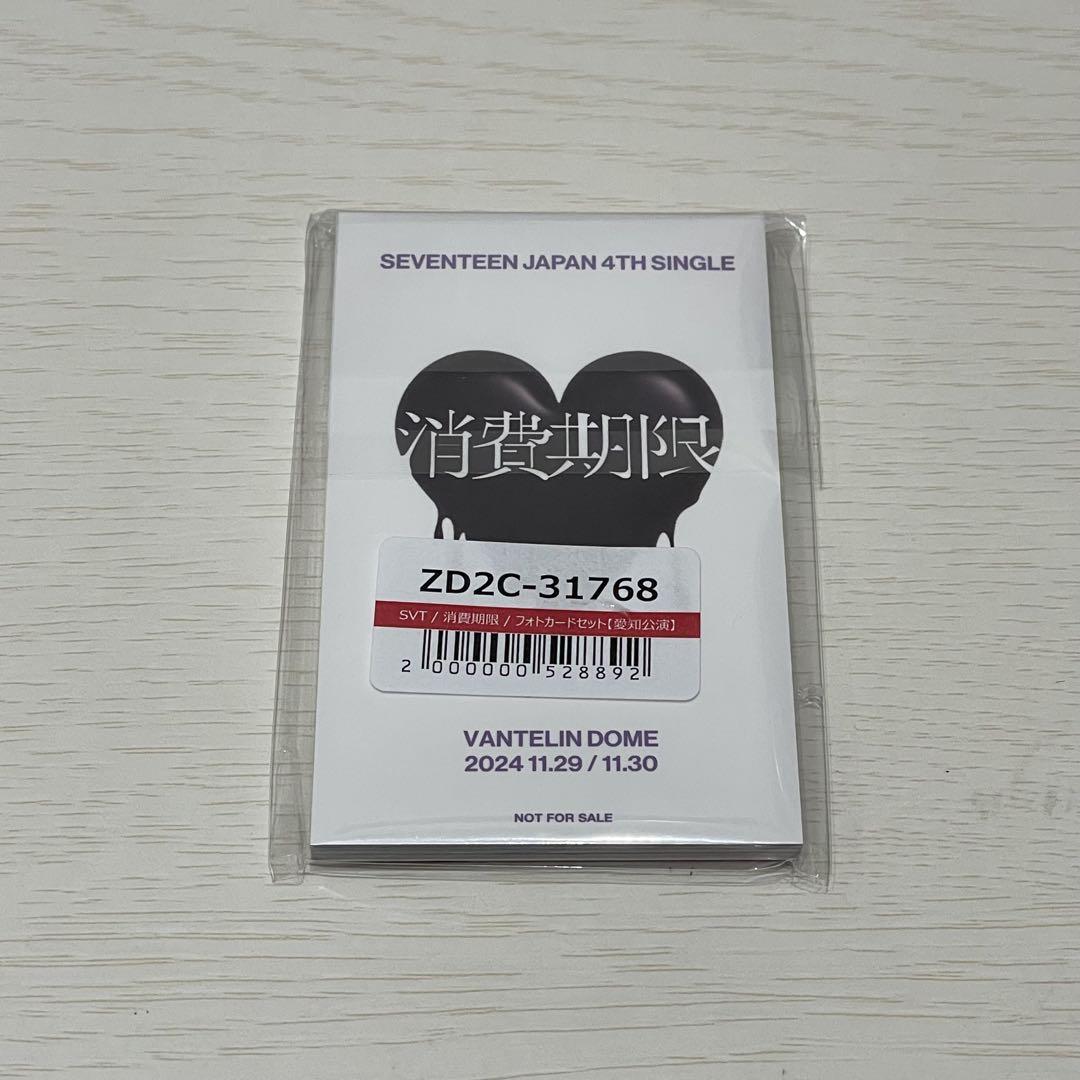 SEVENTEEN JAPAN 4TH SINGLE
消費期限
ZD2C-31768
SVT / 消費期限 / フォトカードセット【愛知公演】
2 000000 528892
VANTELIN DOME
2024 11.29 / 11.30
NOT FOR SALE